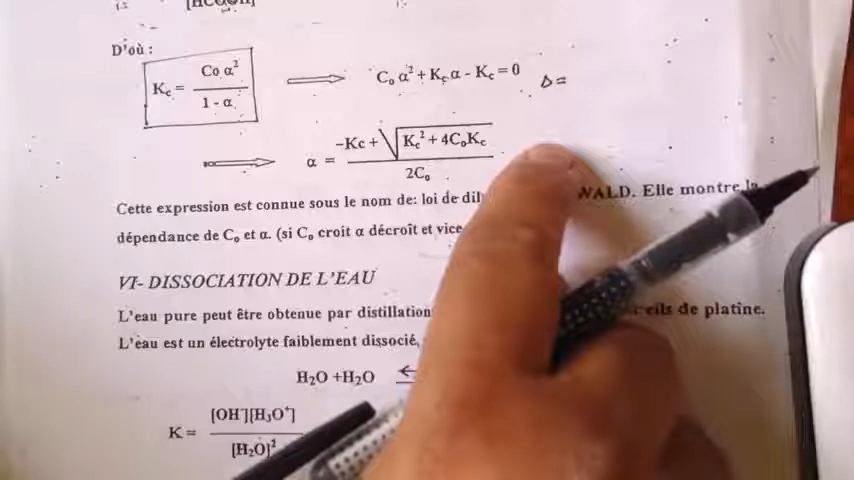 D'où :
Kc = Co α² / 1 - α ⟹ Co α² + Kc α - Kc = 0 Δ =
⟹ α = -Kc + √Kc² + 4CoKc / 2Co
Cette expression est connue sous le nom de: loi de WALD. Elle montre la
dépendance de Co et α. (si Co croit α décroît et vice
VI- DISSOCIATION DE L'EAU
L'eau pure peut être obtenue par distillation de platine.
L'eau est un électrolyte faiblement dissocié,
H₂O +H₂O
K = [OH⁻][H₃O⁺] / [H₂O]²